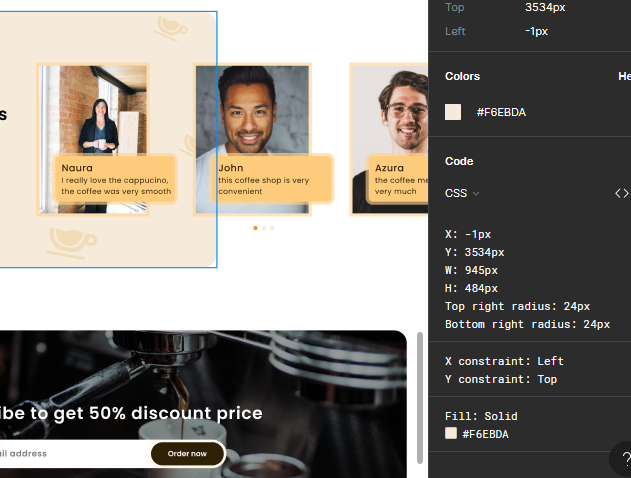 s
Naura
I really love the cappucino,
the coffee was very smooth
John
this coffee shop is very
convenient
Azura
the coffee me
very much
ibe to get 50% discount price
ail address
Order now
Top 3534px
Left -1px
Colors He
#F6EBDA
Code
CSS
X: -1px
Y: 3534px
W: 945px
H: 484px
Top right radius: 24px
Bottom right radius: 24px
X constraint: Left
Y constraint: Top
Fill: Solid
#F6EBDA
?